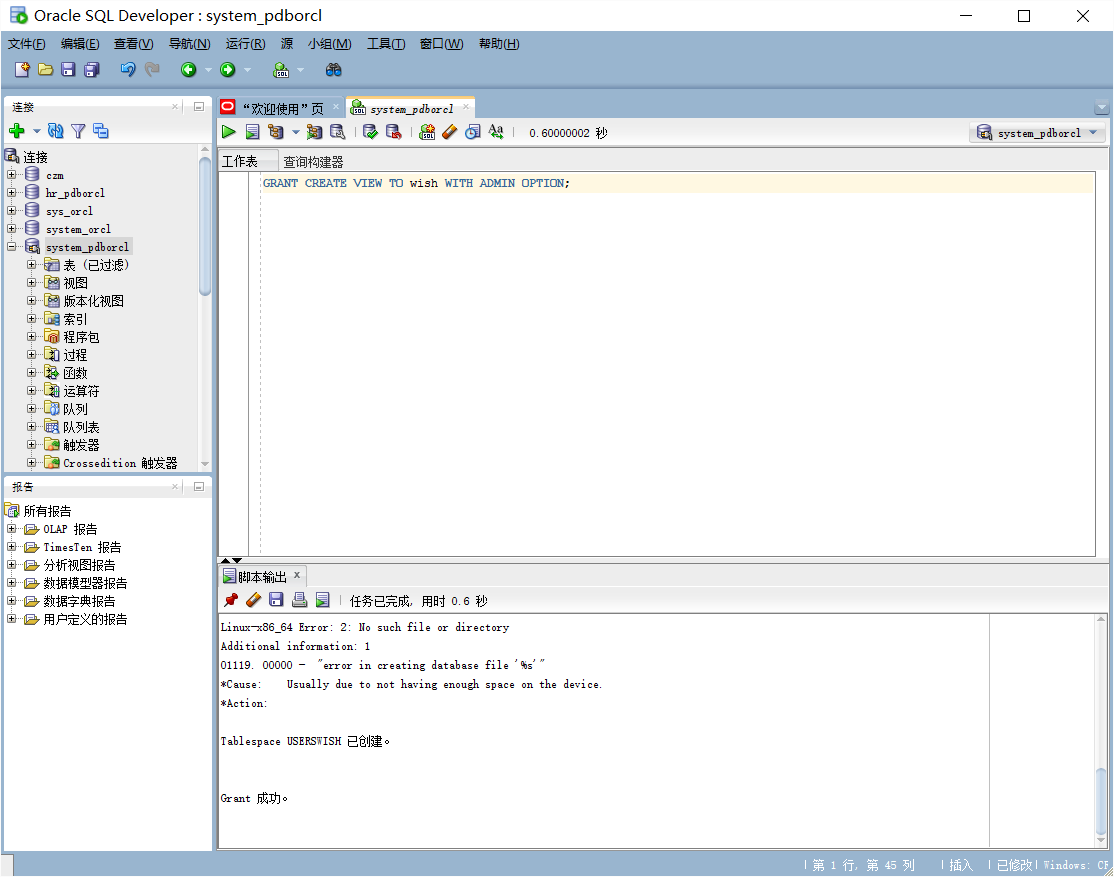 Oracle SQL Developer : system_pdborcl
文件(F) 编辑(E) 查看(V) 导航(N) 运行(R) 源 小组(M) 工具(T) 窗口(W) 帮助(H)
连接
连接
czm
hr_pdborcl
sys_orcl
system_orcl
system_pdborcl
表 (已过滤)
视图
版本化视图
索引
程序包
过程
函数
运算符
队列
队列表
触发器
Crossedition 触发器
报告
所有报告
OLAP 报告
TimesTen 报告
分析视图报告
数据模型器报告
数据字典报告
用户定义的报告
“欢迎使用” 页 system_pdborcl
0.60000002 秒 system_pdborcl
工作表 查询构建器
GRANT CREATE VIEW TO wish WITH ADMIN OPTION;
脚本输出 x
任务已完成, 用时 0.6 秒
Linux-x86_64 Error: 2: No such file or directory
Additional information: 1
01119. 00000 - "error in creating database file '%s'"
*Cause: Usually due to not having enough space on the device.
*Action:
Tablespace USERSWISH 已创建。
Grant 成功。
第 1 行, 第 45 列 插入 已修改 Windows: CR